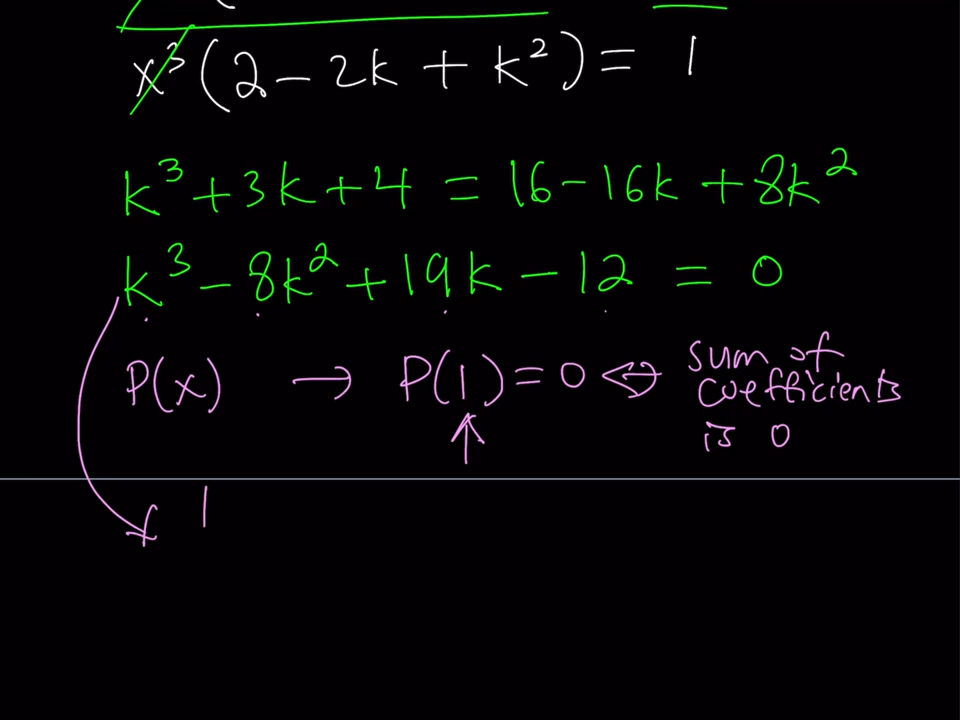 x³(2 - 2k + k²) = 1
k³ + 3k + 4 = 16 - 16k + 8k²
k³ - 8k² + 19k - 12 = 0
P(x) → P(1) = 0 ⇔ sum of coefficients is 0
↑
1